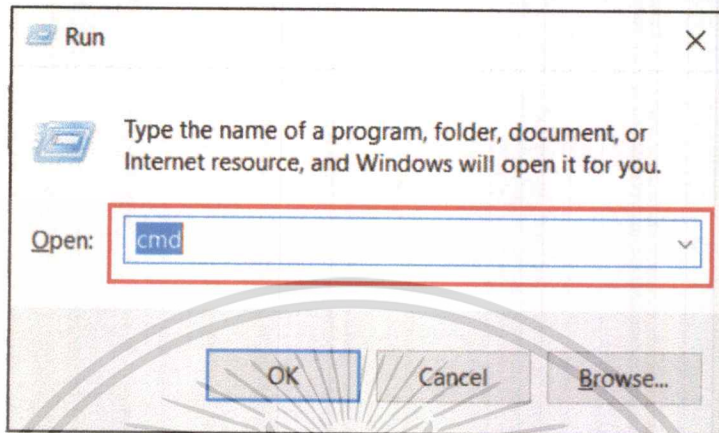 Run
Type the name of a program, folder, document, or
Internet resource, and Windows will open it for you.
Open: cmd
OK Cancel Browse...